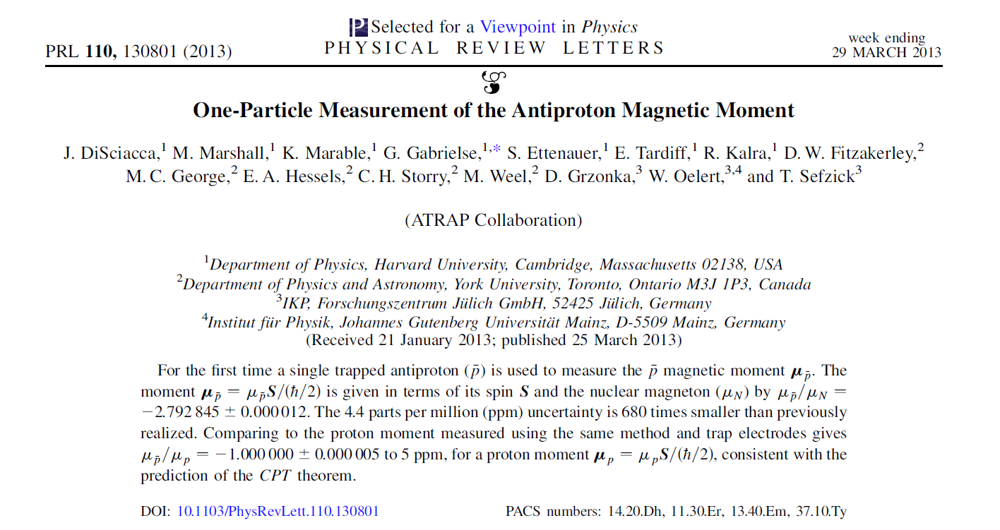 Selected for a Viewpoint in Physics
PRL 110, 130801 (2013)
PHYSICAL REVIEW LETTERS
week ending
29 MARCH 2013
One-Particle Measurement of the Antiproton Magnetic Moment
J. DiSciacca,¹ M. Marshall,¹ K. Marable,¹ G. Gabrielse,¹,* S. Ettenauer,¹ E. Tardiff,¹ R. Kalra,¹ D. W. Fitzakerley,²
M. C. George,² E. A. Hessels,² C. H. Storry,² M. Weel,² D. Grzonka,³ W. Oelert,³,⁴ and T. Sefzick³
(ATRAP Collaboration)
¹Department of Physics, Harvard University, Cambridge, Massachusetts 02138, USA
²Department of Physics and Astronomy, York University, Toronto, Ontario M3J 1P3, Canada
³IKP, Forschungszentrum Jülich GmbH, 52425 Jülich, Germany
⁴Institut für Physik, Johannes Gutenberg Universität Mainz, D-5509 Mainz, Germany
(Received 21 January 2013; published 25 March 2013)
For the first time a single trapped antiproton (p̄) is used to measure the p̄ magnetic moment μ_p̄. The
moment μ_p̄ = μ_p̄S/(ℏ/2) is given in terms of its spin S and the nuclear magneton (μ_N) by μ_p̄/μ_N =
−2.792 845 ± 0.000 012. The 4.4 parts per million (ppm) uncertainty is 680 times smaller than previously
realized. Comparing to the proton moment measured using the same method and trap electrodes gives
μ_p̄/μ_p = −1.000 000 ± 0.000 005 to 5 ppm, for a proton moment μ_p = μ_pS/(ℏ/2), consistent with the
prediction of the CPT theorem.
DOI: 10.1103/PhysRevLett.110.130801
PACS numbers: 14.20.Dh, 11.30.Er, 13.40.Em, 37.10.Ty